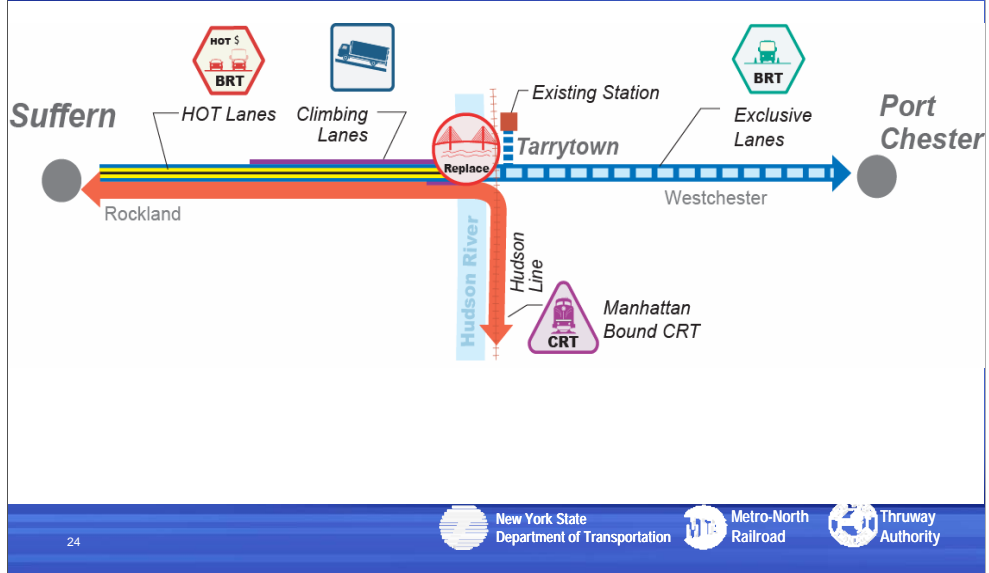 HOT $
BRT
Suffern
HOT Lanes
Climbing
Lanes
Existing Station
Tarrytown
Replace
BRT
Exclusive
Lanes
Port
Chester
Rockland
Westchester
Hudson River
Hudson
Line
CRT
Manhattan
Bound CRT
24
New York State
Department of Transportation
Metro-North
Railroad
Thruway
Authority